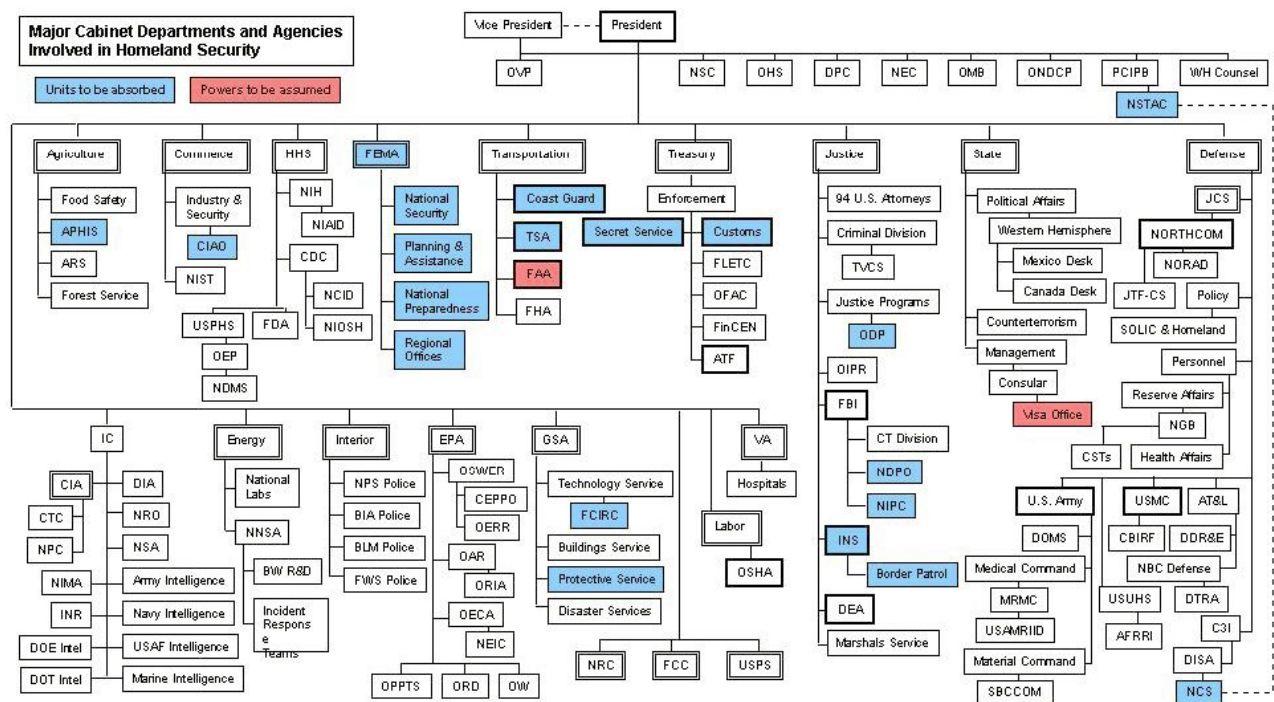 Major Cabinet Departments and Agencies
Involved in Homeland Security
Units to be absorbed
Powers to be assumed
Vice President
President
OVP
NSC
OHS
DPC
NEC
OMB
ONDCP
PCIPB
WH Counsel
NSTAC
Agriculture
Commerce
HHS
FEMA
Transportation
Treasury
Justice
State
Defense
Food Safety
APHIS
ARS
Forest Service
Industry &
Security
CIAO
NIST
NIH
NIAID
CDC
NCID
NIOSH
USPHS
FDA
OEP
NDMS
National
Security
Planning &
Assistance
National
Preparedness
Regional
Offices
Coast Guard
TSA
FAA
FHA
Enforcement
Secret Service
Customs
FLETC
OFAC
FinCEN
ATF
94 U.S. Attorneys
Criminal Division
TVCS
Justice Programs
ODP
OIPR
FBI
CT Division
NDPO
NIPC
INS
Border Patrol
DEA
Marshals Service
Political Affairs
Western Hemisphere
Mexico Desk
Canada Desk
Counterterrorism
Management
Consular
Visa Office
JCS
NORTHCOM
NORAD
JTF-CS
Policy
SOLIC & Homeland
Personnel
Reserve Affairs
NGB
CSTs
Health Affairs
U.S. Army
USMC
AT&L
DOMS
CBIRF
DDR&E
Medical Command
NBC Defense
MRMC
USUHS
DTRA
USAMRIID
AFRRI
C3I
Material Command
DISA
SBCCOM
NCS
IC
CIA
DIA
CTC
NRO
NPC
NSA
NIMA
Army Intelligence
INR
Navy Intelligence
DOE Intel
USAF Intelligence
DOT Intel
Marine Intelligence
Energy
National
Labs
NNSA
BW R&D
Incident
Respons
e
Teams
Interior
NPS Police
BIA Police
BLM Police
FWS Police
EPA
OSWER
CEPPO
OERR
OAR
ORIA
OECA
NEIC
OPPTS
ORD
OW
GSA
Technology Service
FCIRC
Buildings Service
Protective Service
Disaster Services
NRC
FCC
USPS
Labor
OSHA
VA
Hospitals